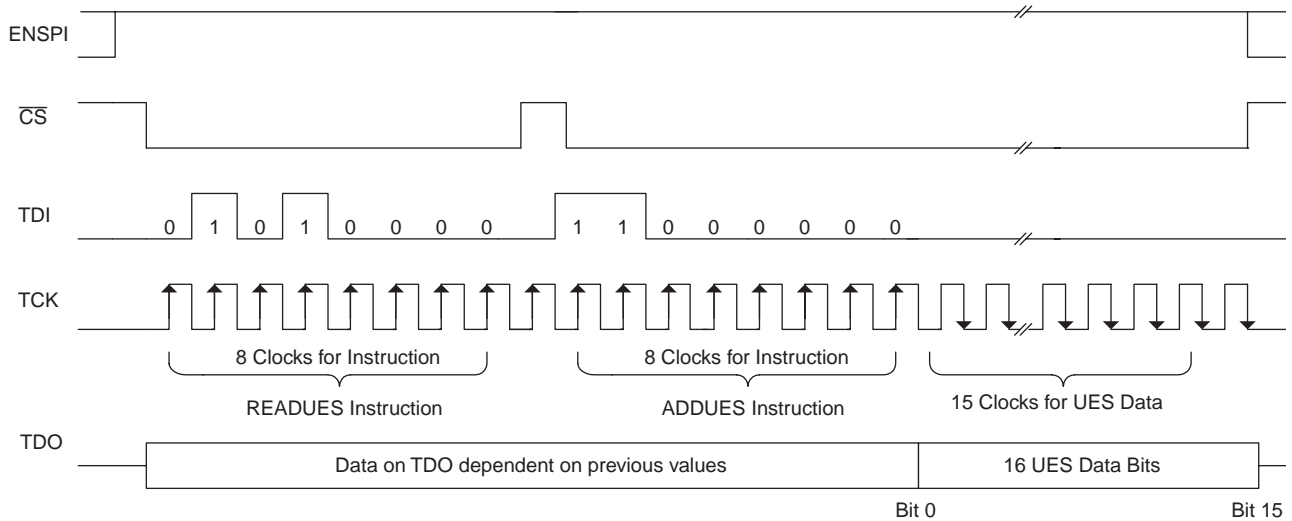 ENSPI
CS
TDI
0 1 0 1 0 0 0 0 1 1 0 0 0 0 0 0
TCK
8 Clocks for Instruction 8 Clocks for Instruction
READUES Instruction ADDUES Instruction 15 Clocks for UES Data
TDO
Data on TDO dependent on previous values 16 UES Data Bits
Bit 0 Bit 15